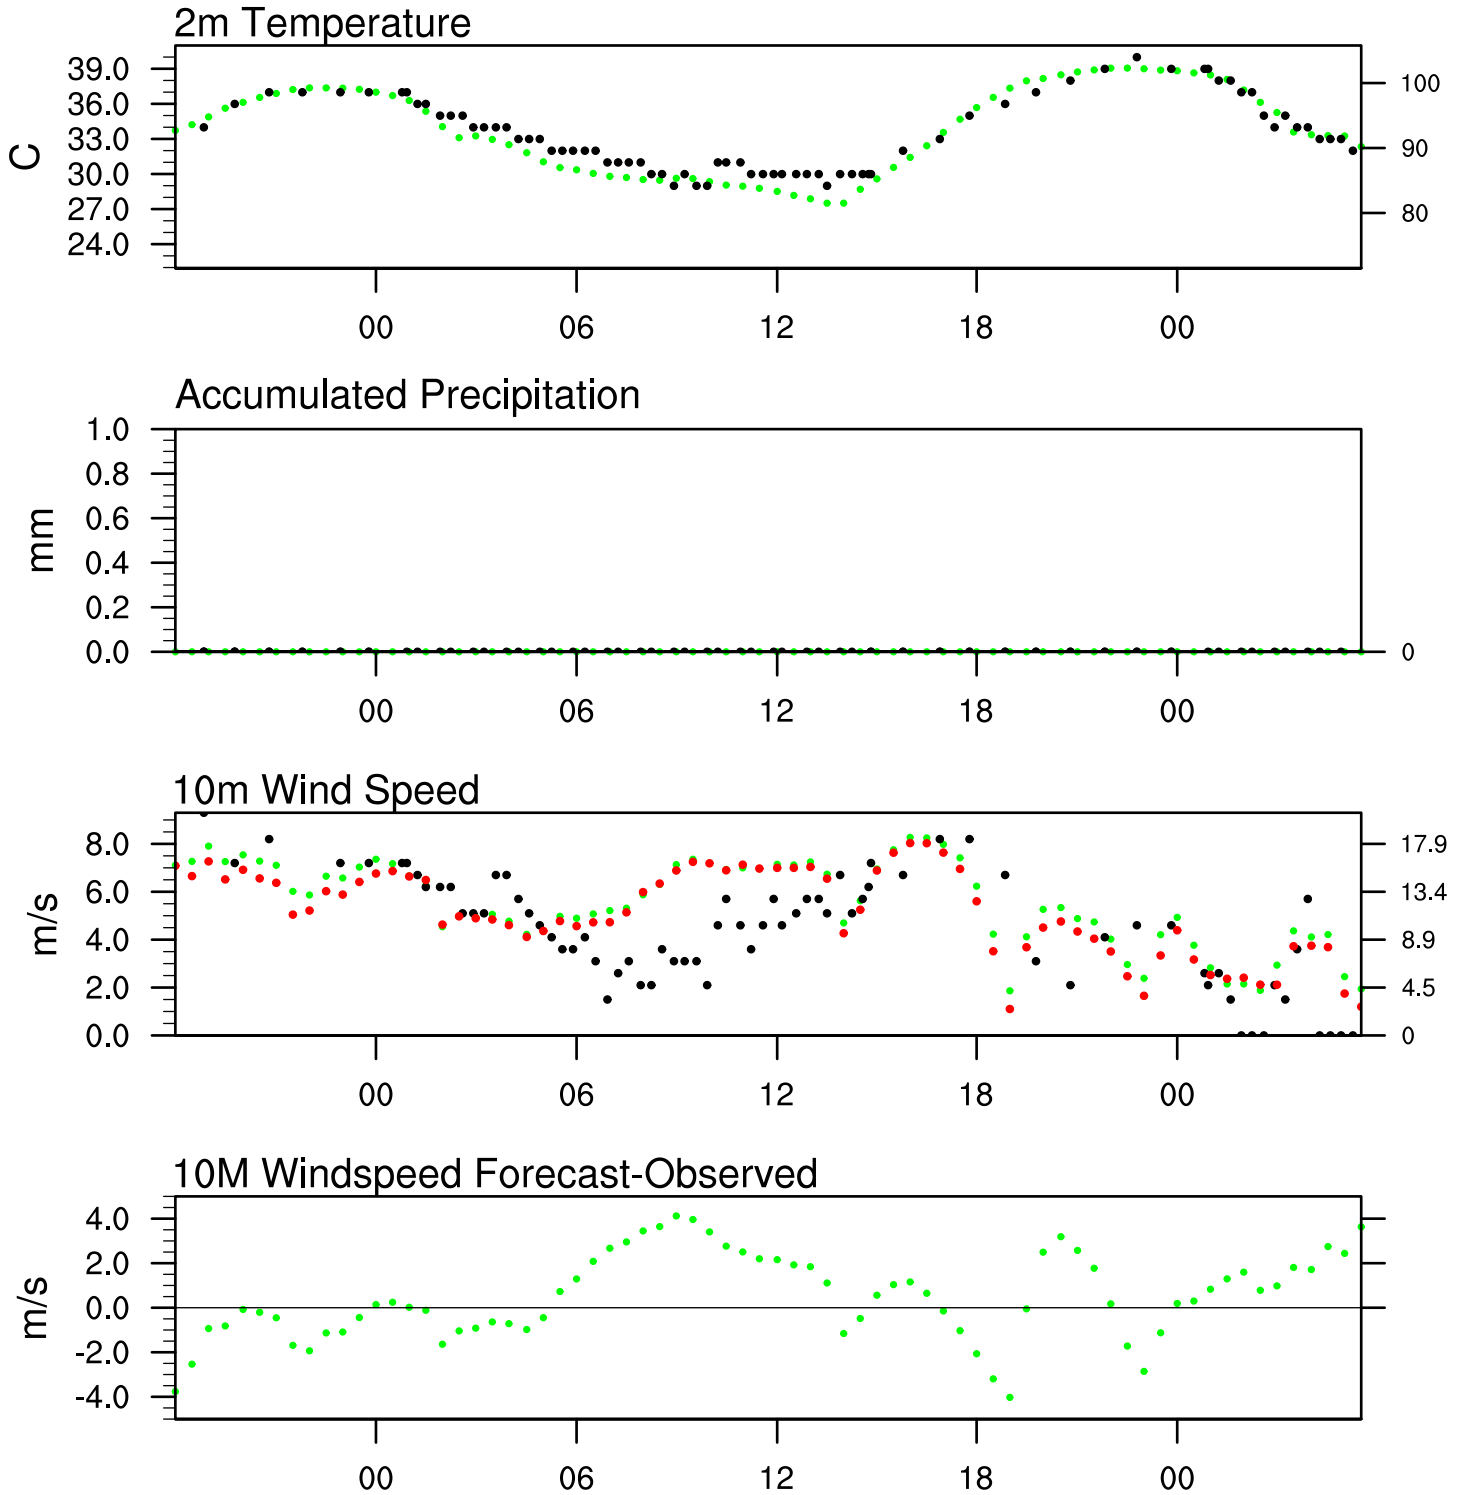 2m Temperature
39.0
36.0
33.0
30.0
27.0
24.0
C
100
90
80
00 06 12 18 00
Accumulated Precipitation
1.0
0.8
0.6
0.4
0.2
0.0
mm
0
00 06 12 18 00
10m Wind Speed
8.0
6.0
4.0
2.0
0.0
m/s
17.9
13.4
8.9
4.5
0
00 06 12 18 00
10M Windspeed Forecast-Observed
4.0
2.0
0.0
-2.0
-4.0
m/s
00 06 12 18 00